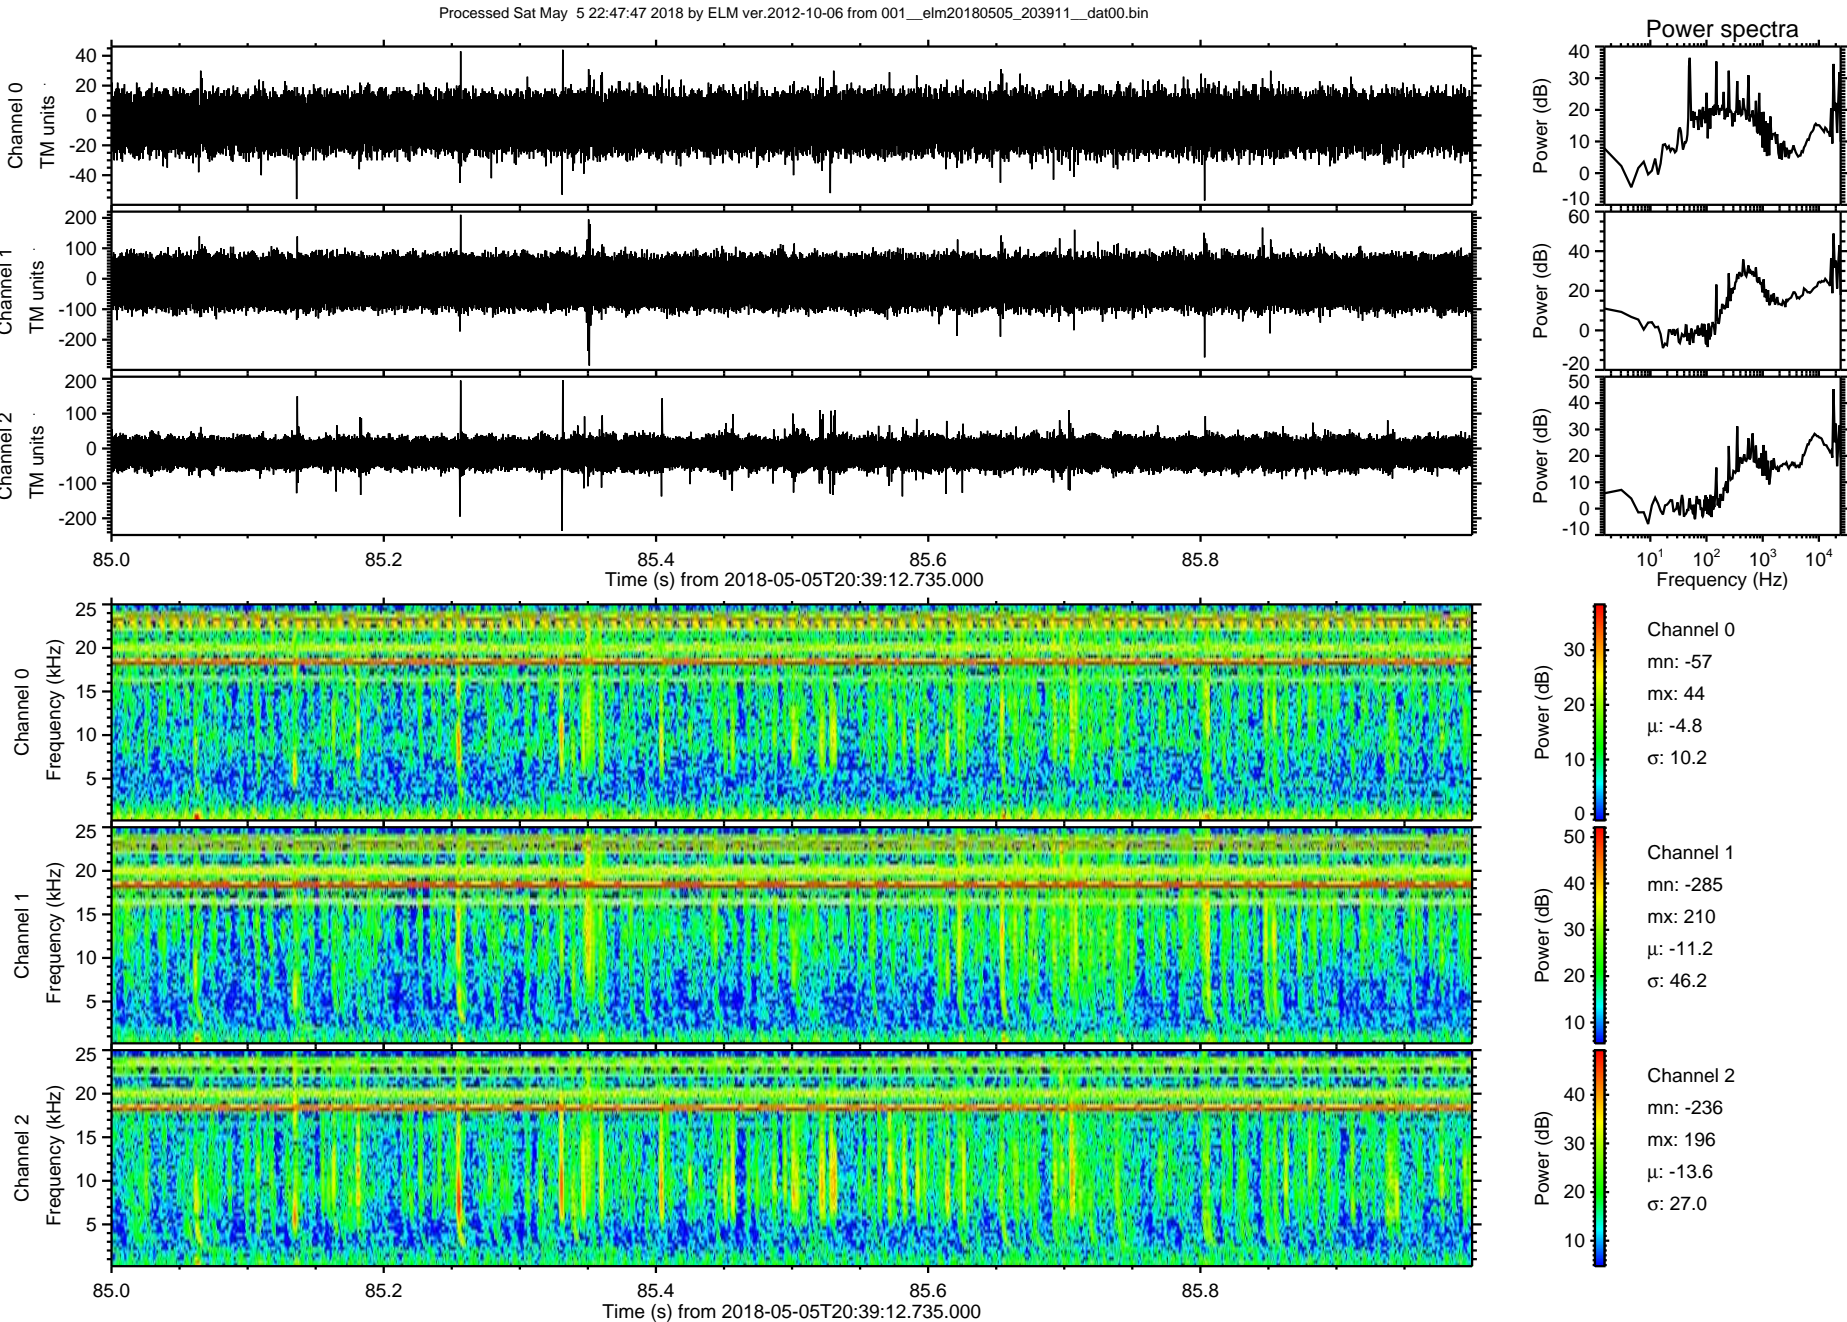 Processed Sat May  5 22:47:47 2018 by ELM ver.2012-10-06 from 001__elm20180505_203911__dat00.bin
Power spectra
Channel 0
TM units
40
20
0
-20
-40
Power (dB)
40
30
20
10
0
-10
Channel 1
TM units
200
100
0
-100
-200
Power (dB)
60
40
20
0
-20
Channel 2
TM units
200
100
0
-100
-200
Power (dB)
50
40
30
20
10
0
-10
85.0 85.2 85.4 85.6 85.8
Time (s) from 2018-05-05T20:39:12.735.000
10^1 10^2 10^3 10^4
Frequency (Hz)
Channel 0
Frequency (kHz)
25
20
15
10
5
Power (dB)
30
20
10
0
Channel 0
mn: -57
mx: 44
μ: -4.8
σ: 10.2
Channel 1
Frequency (kHz)
25
20
15
10
5
Power (dB)
50
40
30
20
10
Channel 1
mn: -285
mx: 210
μ: -11.2
σ: 46.2
Channel 2
Frequency (kHz)
25
20
15
10
5
Power (dB)
40
30
20
10
Channel 2
mn: -236
mx: 196
μ: -13.6
σ: 27.0
85.0 85.2 85.4 85.6 85.8
Time (s) from 2018-05-05T20:39:12.735.000